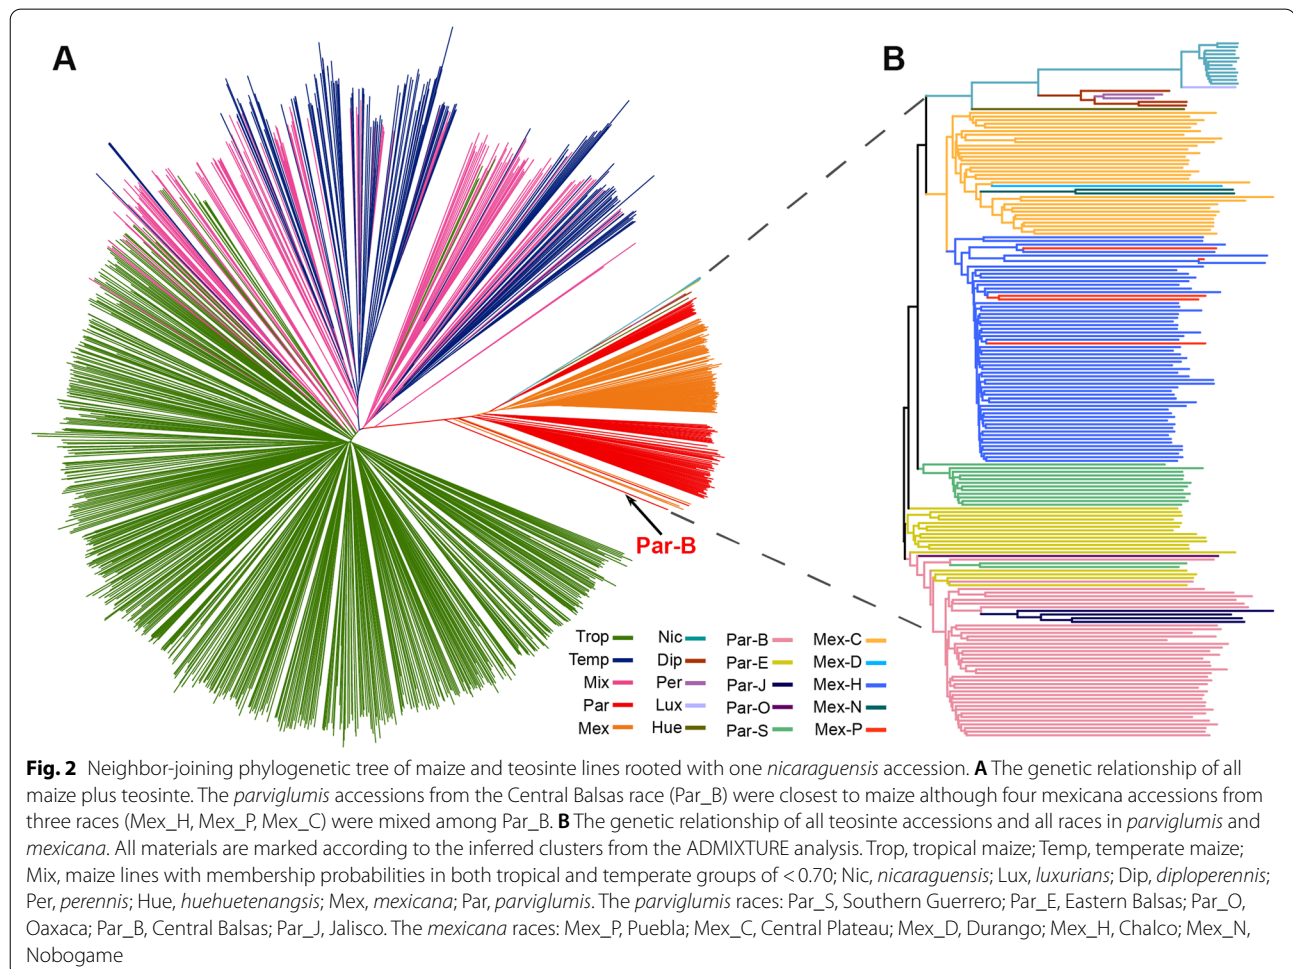 A
B
Par-B
Trop
Temp
Mix
Par
Mex
Nic
Dip
Per
Lux
Hue
Par-B
Par-E
Par-J
Par-O
Par-S
Mex-C
Mex-D
Mex-H
Mex-N
Mex-P
Fig. 2 Neighbor-joining phylogenetic tree of maize and teosinte lines rooted with one nicaraguensis accession. A The genetic relationship of all
maize plus teosinte. The parviglumis accessions from the Central Balsas race (Par_B) were closest to maize although four mexicana accessions from
three races (Mex_H, Mex_P, Mex_C) were mixed among Par_B. B The genetic relationship of all teosinte accessions and all races in parviglumis and
mexicana. All materials are marked according to the inferred clusters from the ADMIXTURE analysis. Trop, tropical maize; Temp, temperate maize;
Mix, maize lines with membership probabilities in both tropical and temperate groups of < 0.70; Nic, nicaraguensis; Lux, luxurians; Dip, diploperennis;
Per, perennis; Hue, huehuetenangsis; Mex, mexicana; Par, parviglumis. The parviglumis races: Par_S, Southern Guerrero; Par_E, Eastern Balsas; Par_O,
Oaxaca; Par_B, Central Balsas; Par_J, Jalisco. The mexicana races: Mex_P, Puebla; Mex_C, Central Plateau; Mex_D, Durango; Mex_H, Chalco; Mex_N,
Nobogame